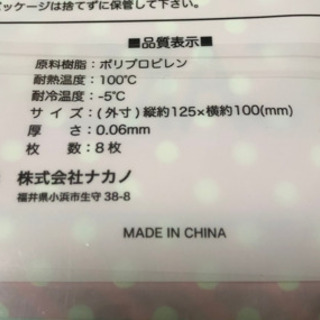 パッケージは捨てずに保管して下さい。
■品質表示■
原料樹脂：ポリプロピレン
耐熱温度：100℃
耐冷温度：-5℃
サイズ：(外寸)縦約125×横約100(mm)
厚さ：0.06mm
枚数：8枚
株式会社ナカノ
福井県小浜市生守38-8
MADE IN CHINA